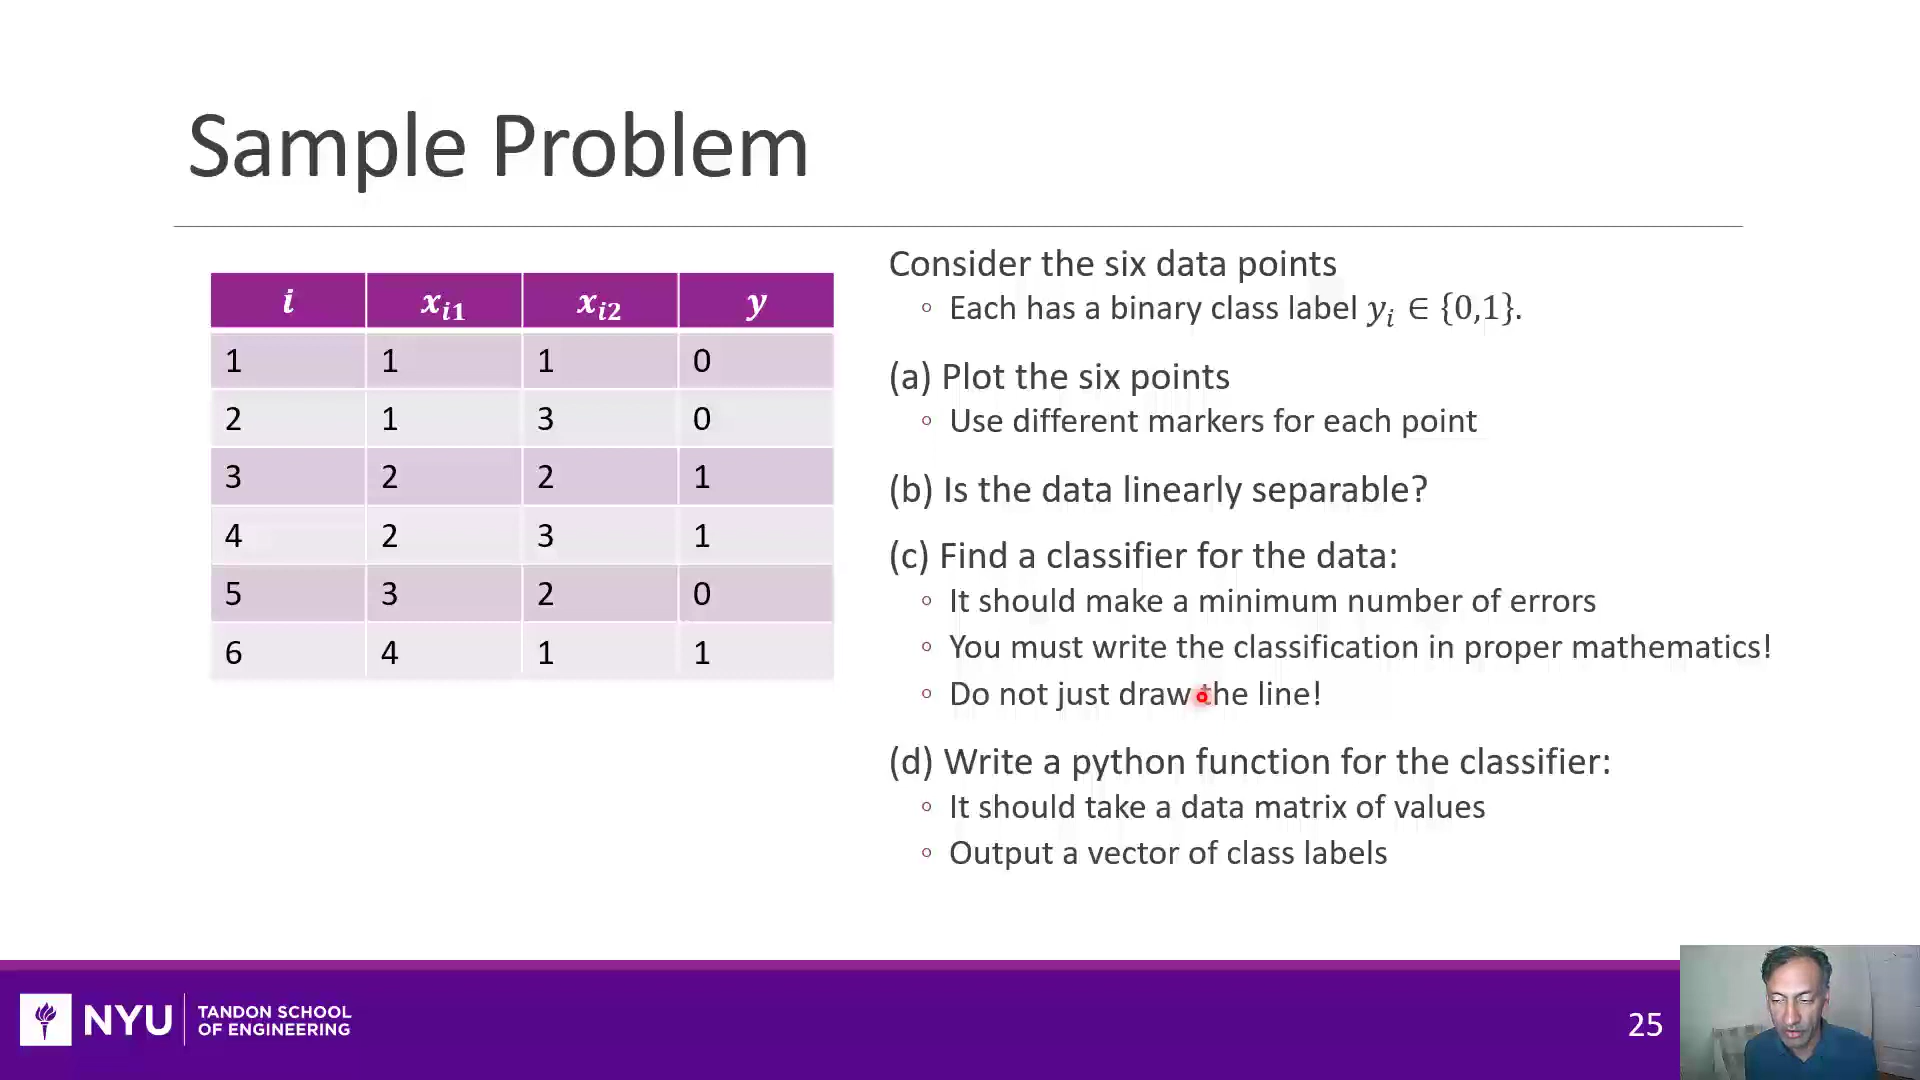 Sample Problem
i x_{i1} x_{i2} y
1 1 1 0
2 1 3 0
3 2 2 1
4 2 3 1
5 3 2 0
6 4 1 1
Consider the six data points
◦ Each has a binary class label y_i ∈ {0,1}.
(a) Plot the six points
◦ Use different markers for each point
(b) Is the data linearly separable?
(c) Find a classifier for the data:
◦ It should make a minimum number of errors
◦ You must write the classification in proper mathematics!
◦ Do not just draw the line!
(d) Write a python function for the classifier:
◦ It should take a data matrix of values
◦ Output a vector of class labels
NYU
TANDON SCHOOL
OF ENGINEERING
25